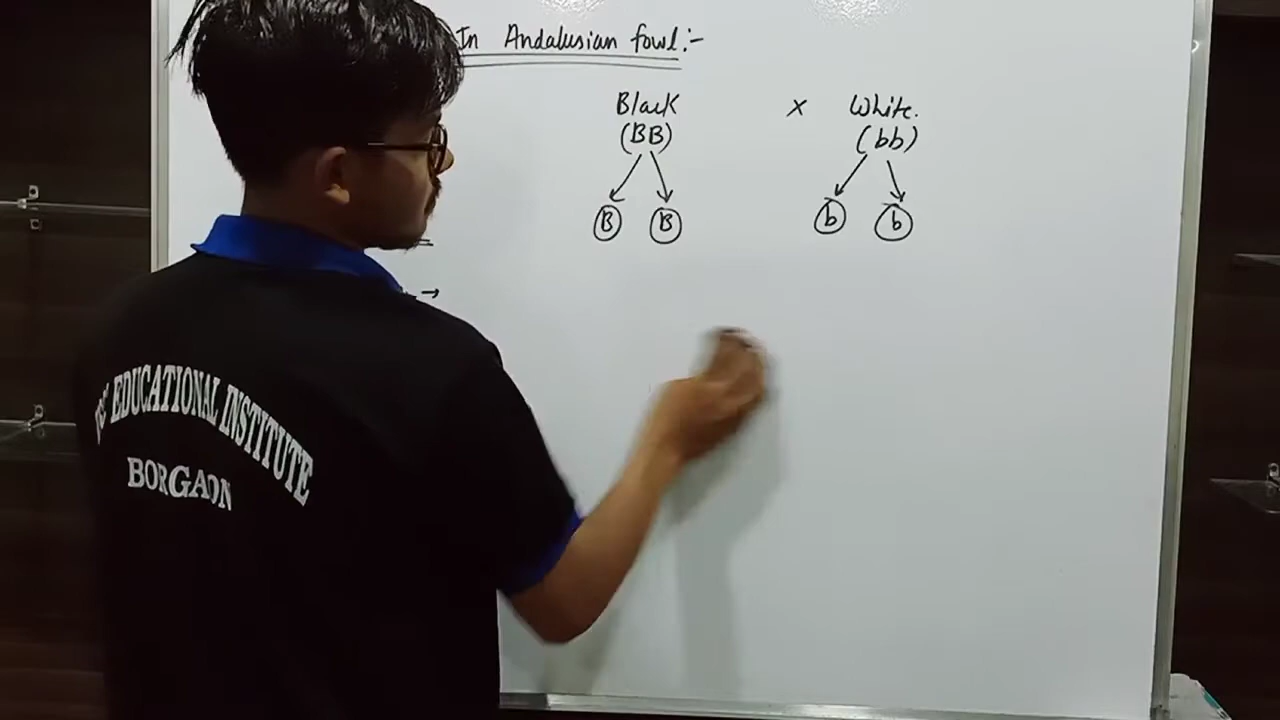 In Andalusian fowl:-
Black x White.
(BB) (bb)
B B b b
→
EDUCATIONAL INSTITUTE
BORGAON